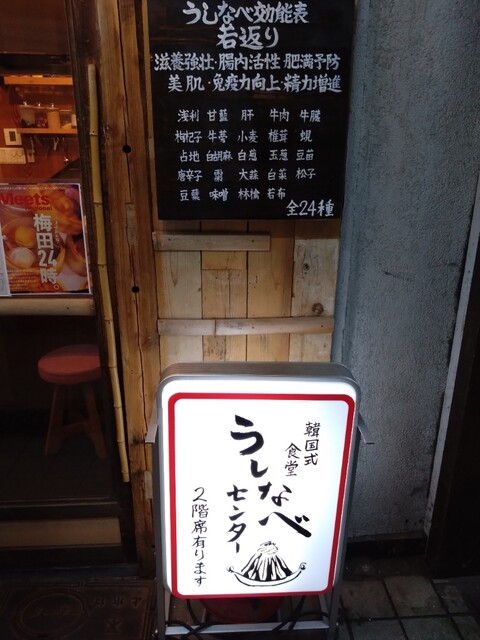 うしなべ効能表
若返り
滋養強壮・腸内活性・肥満予防
美肌・免疫力向上・精力増進
浅利 甘藍 肝 牛肉 牛腸
枸杞子 牛蒡 小麦 椎茸 蜆
占地 白胡麻 白葱 玉葱 豆苗
唐辛子 韮 大蒜 白菜 松子
豆葉 味噌 林檎 若布
全24種
Meets
梅田24時
韓国式
食堂
うしなべ
センター
2階席有ります